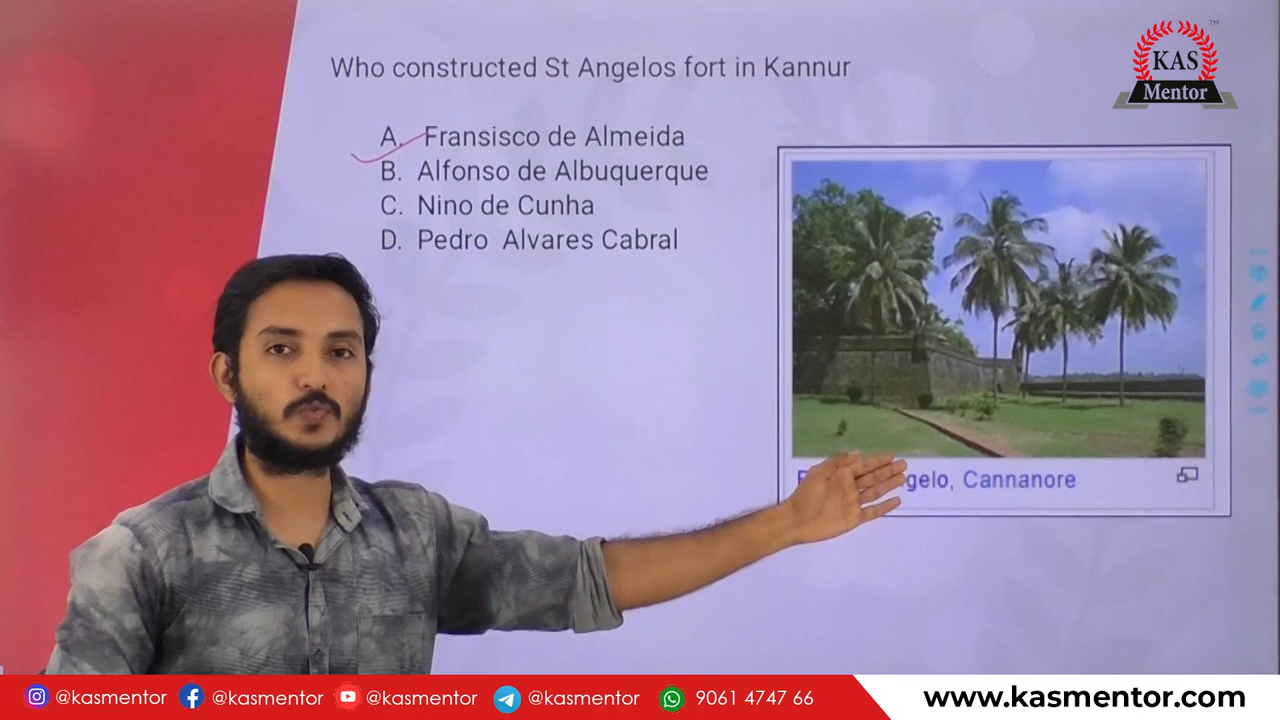 Who constructed St Angelos fort in Kannur
A. Fransisco de Almeida
B. Alfonso de Albuquerque
C. Nino de Cunha
D. Pedro Alvares Cabral
KAS
Mentor
TM
gelo, Cannanore
@kasmentor @kasmentor @kasmentor @kasmentor 9061 4747 66
www.kasmentor.com